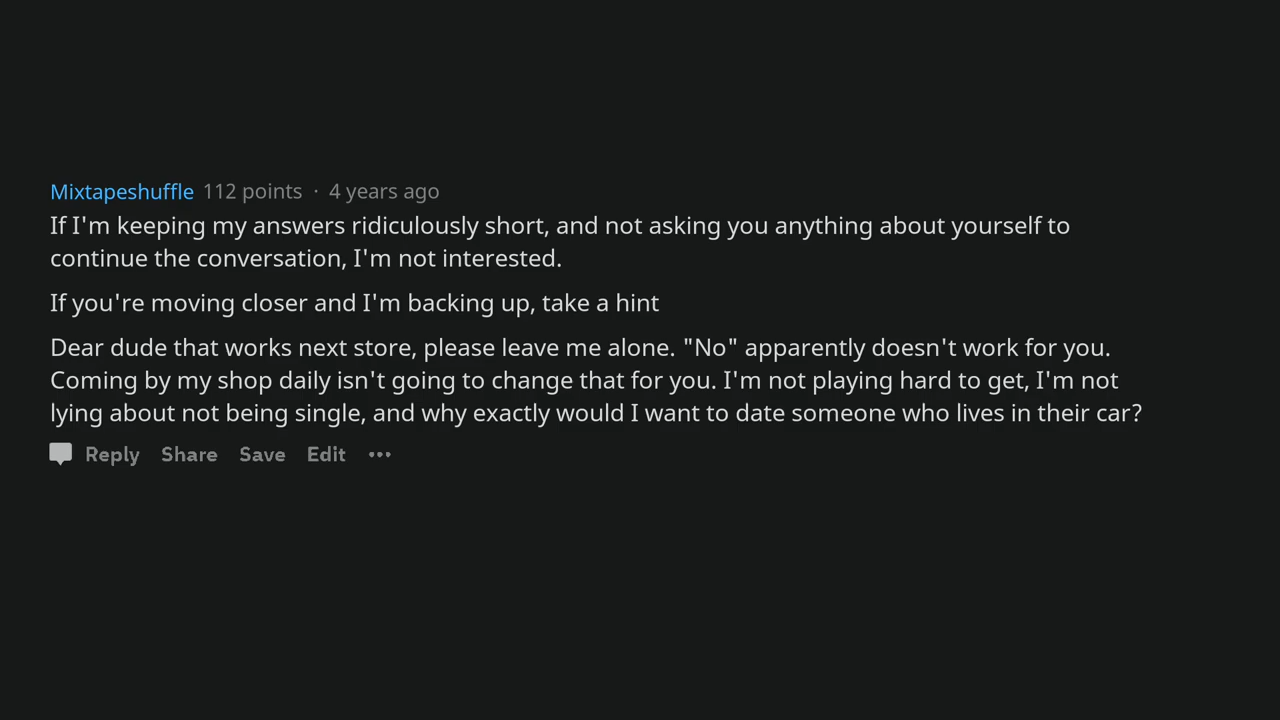 Mixtapeshuffle 112 points · 4 years ago
If I'm keeping my answers ridiculously short, and not asking you anything about yourself to
continue the conversation, I'm not interested.
If you're moving closer and I'm backing up, take a hint
Dear dude that works next store, please leave me alone. "No" apparently doesn't work for you.
Coming by my shop daily isn't going to change that for you. I'm not playing hard to get, I'm not
lying about not being single, and why exactly would I want to date someone who lives in their car?
Reply Share Save Edit •••